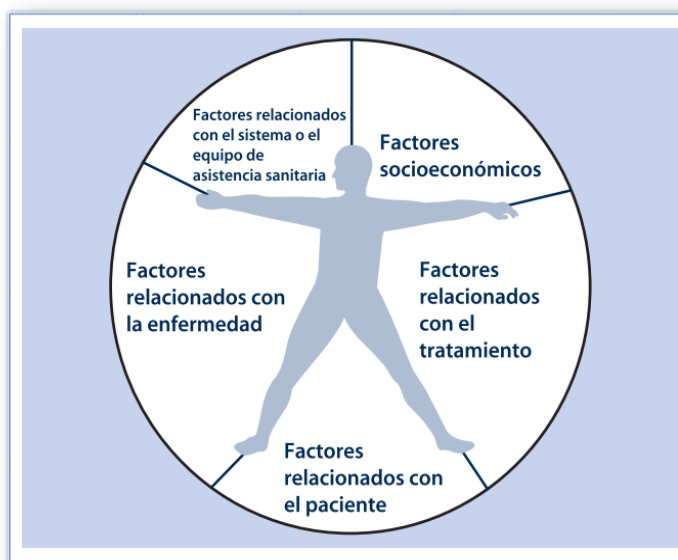 Factores relacionados
con el sistema o el
equipo de
asistencia sanitaria
Factores
socioeconómicos
Factores
relacionados con
la enfermedad
Factores
relacionados
con el
tratamiento
Factores
relacionados con
el paciente